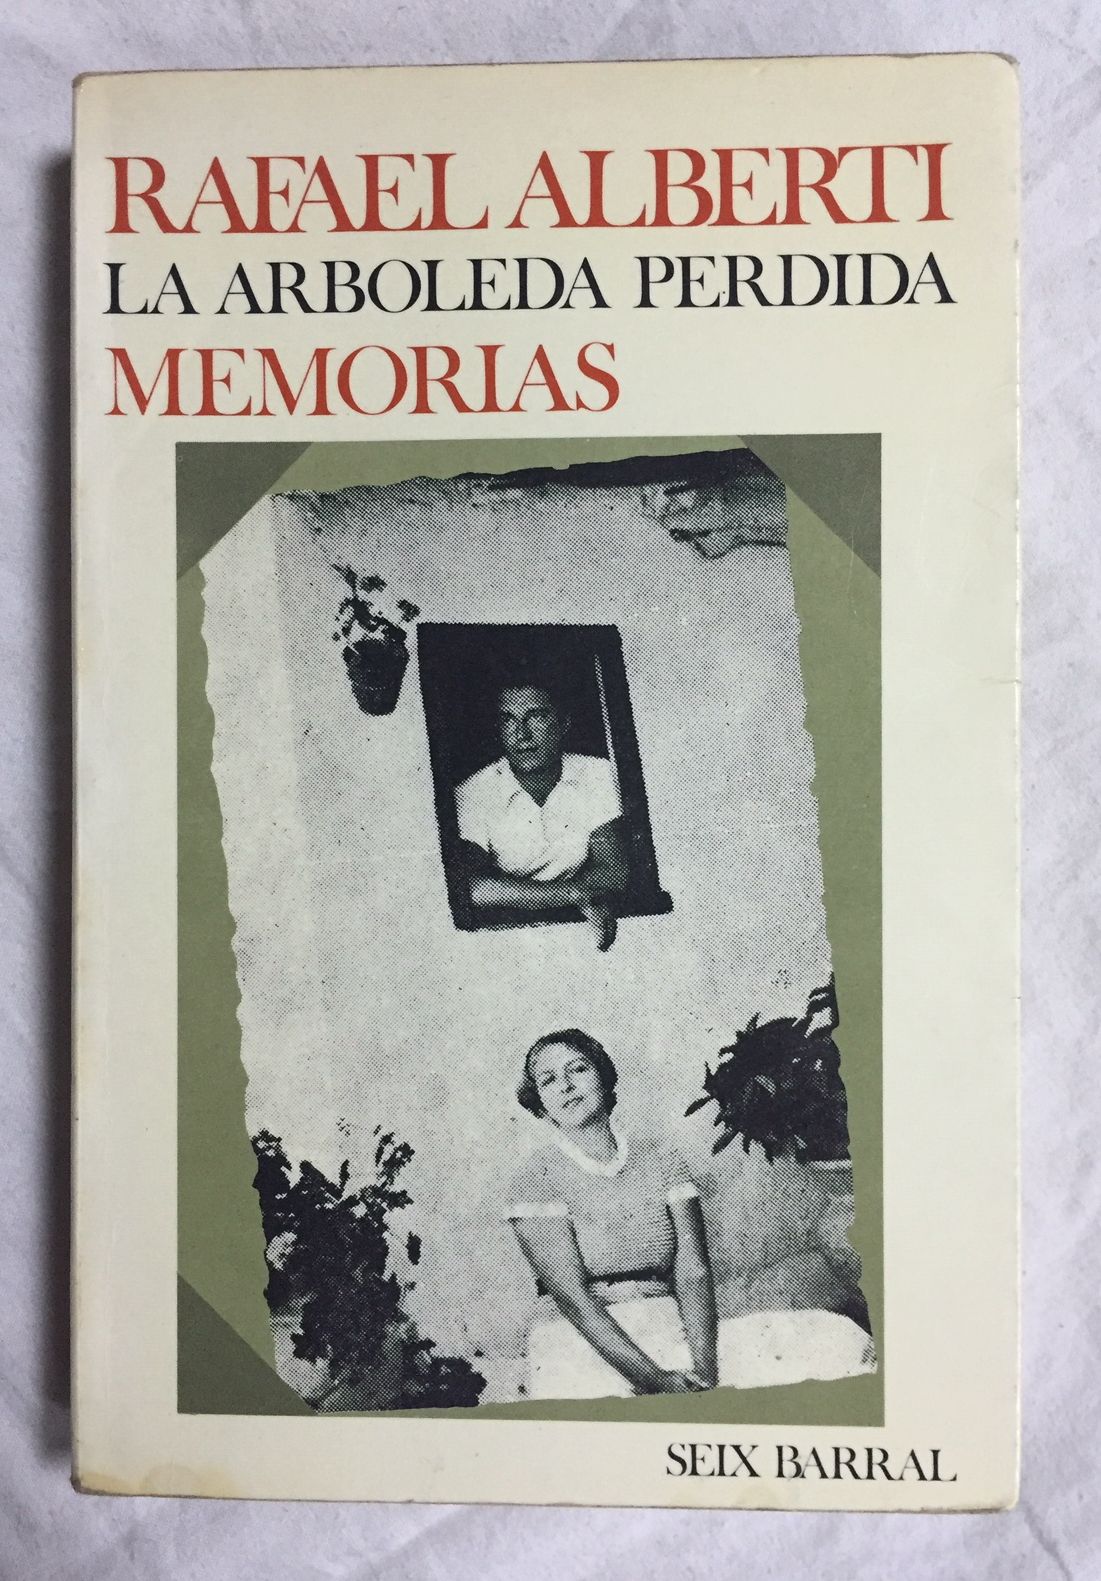 RAFAEL ALBERTI
LA ARBOLEDA PERDIDA
MEMORIAS
SEIX BARRAL